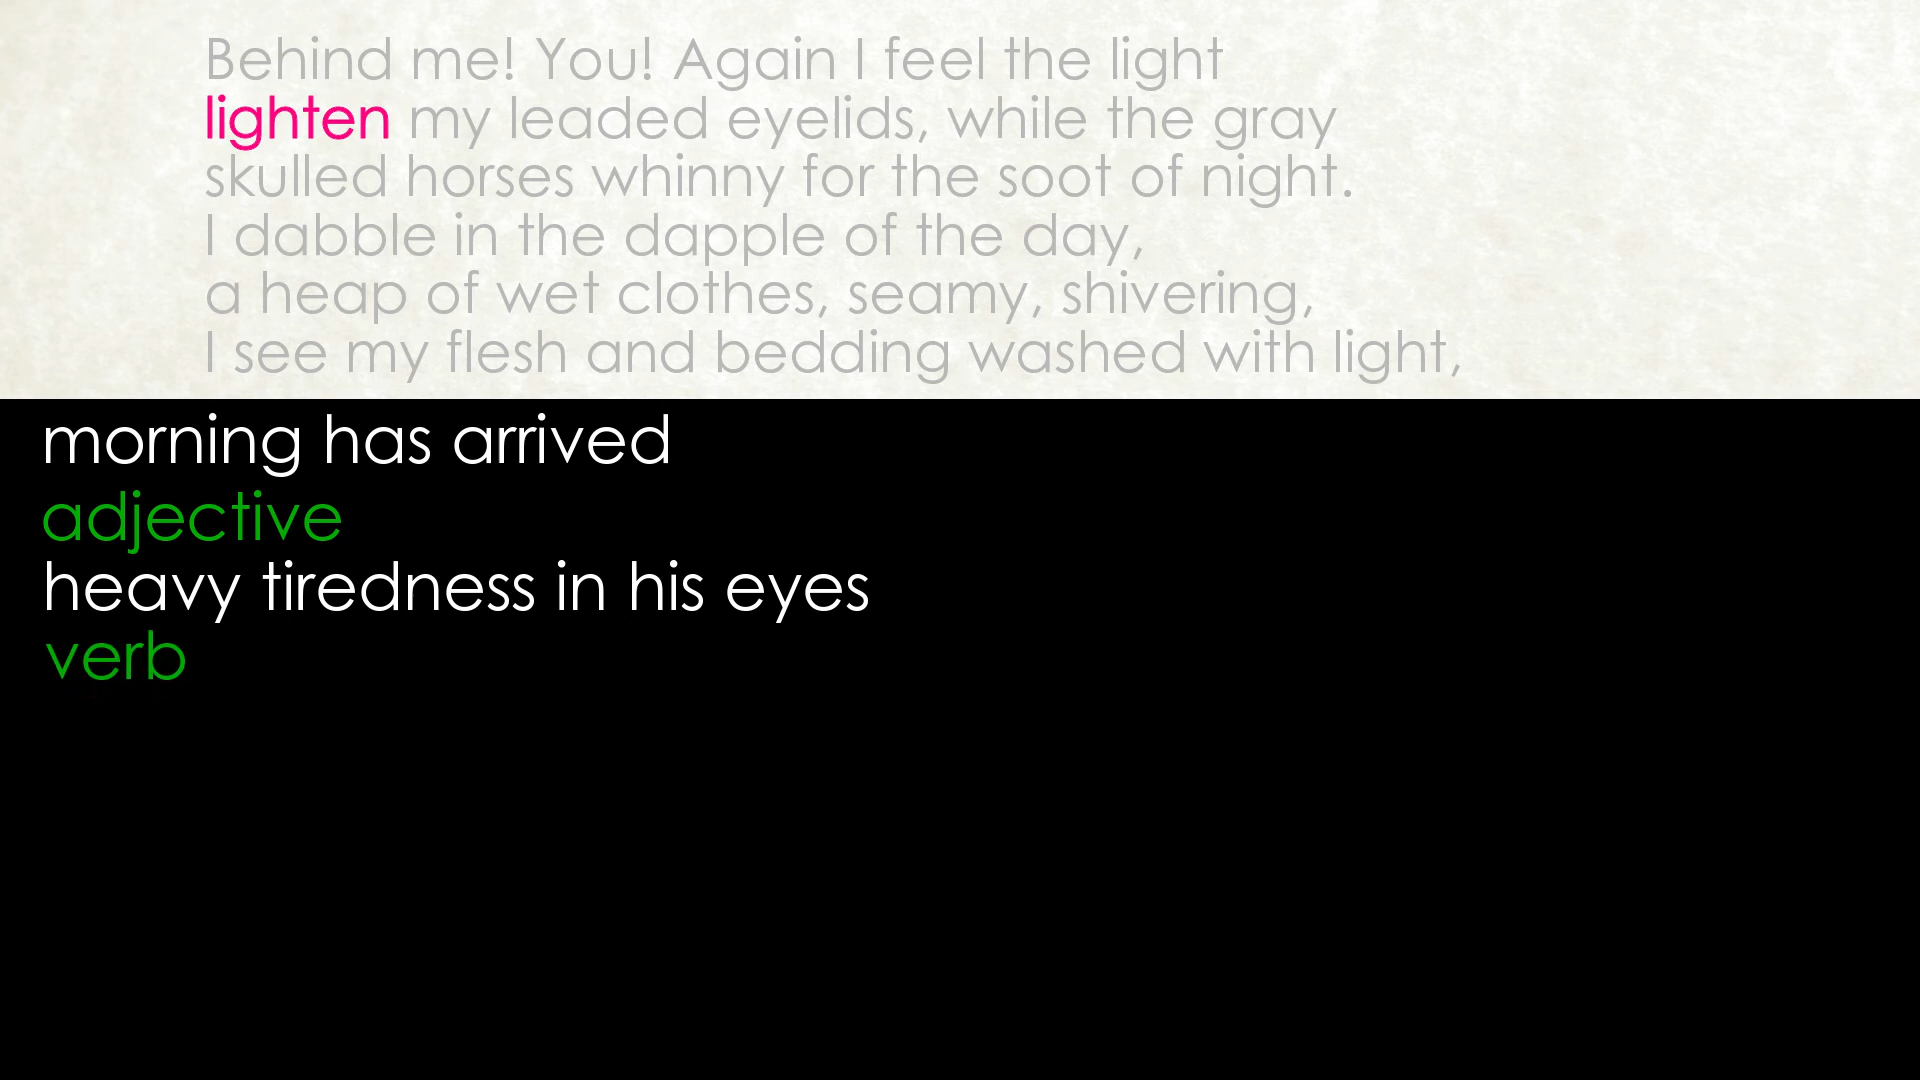 Behind me! You! Again I feel the light
lighten my leaded eyelids, while the gray
skulled horses whinny for the soot of night.
I dabble in the dapple of the day,
a heap of wet clothes, seamy, shivering,
I see my flesh and bedding washed with light,
morning has arrived
adjective
heavy tiredness in his eyes
verb